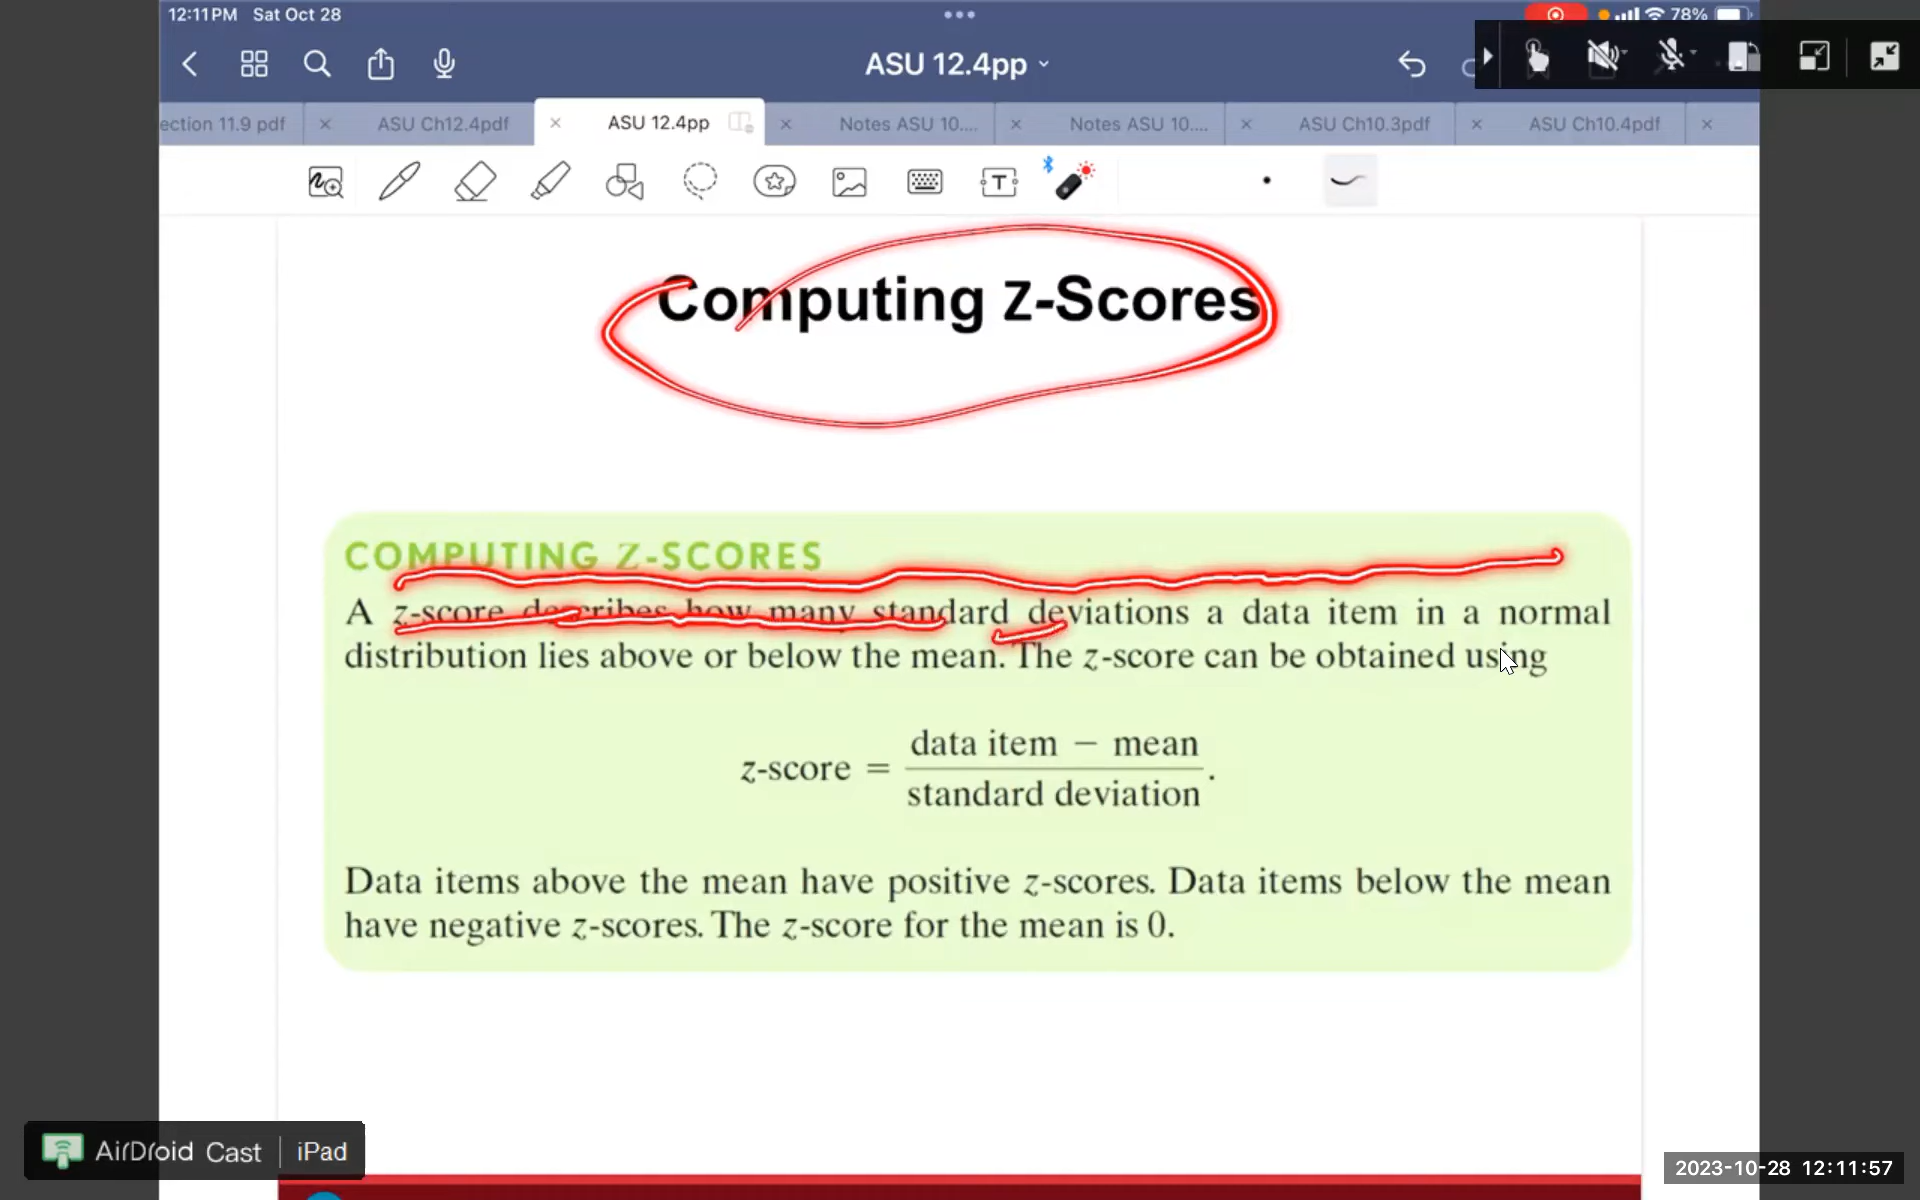 12:11PM Sat Oct 28
78%
ASU 12.4pp
ection 11.9 pdf
ASU Ch12.4pdf
ASU 12.4pp
Notes ASU 10....
Notes ASU 10....
ASU Ch10.3pdf
ASU Ch10.4pdf
T
Computing Z-Scores
COMPUTING Z-SCORES
A z-score describes how many standard deviations a data item in a normal
distribution lies above or below the mean. The z-score can be obtained using
z-score = data item − mean
standard deviation.
Data items above the mean have positive z-scores. Data items below the mean
have negative z-scores. The z-score for the mean is 0.
AirDroid Cast | iPad
2023-10-28 12:11:57